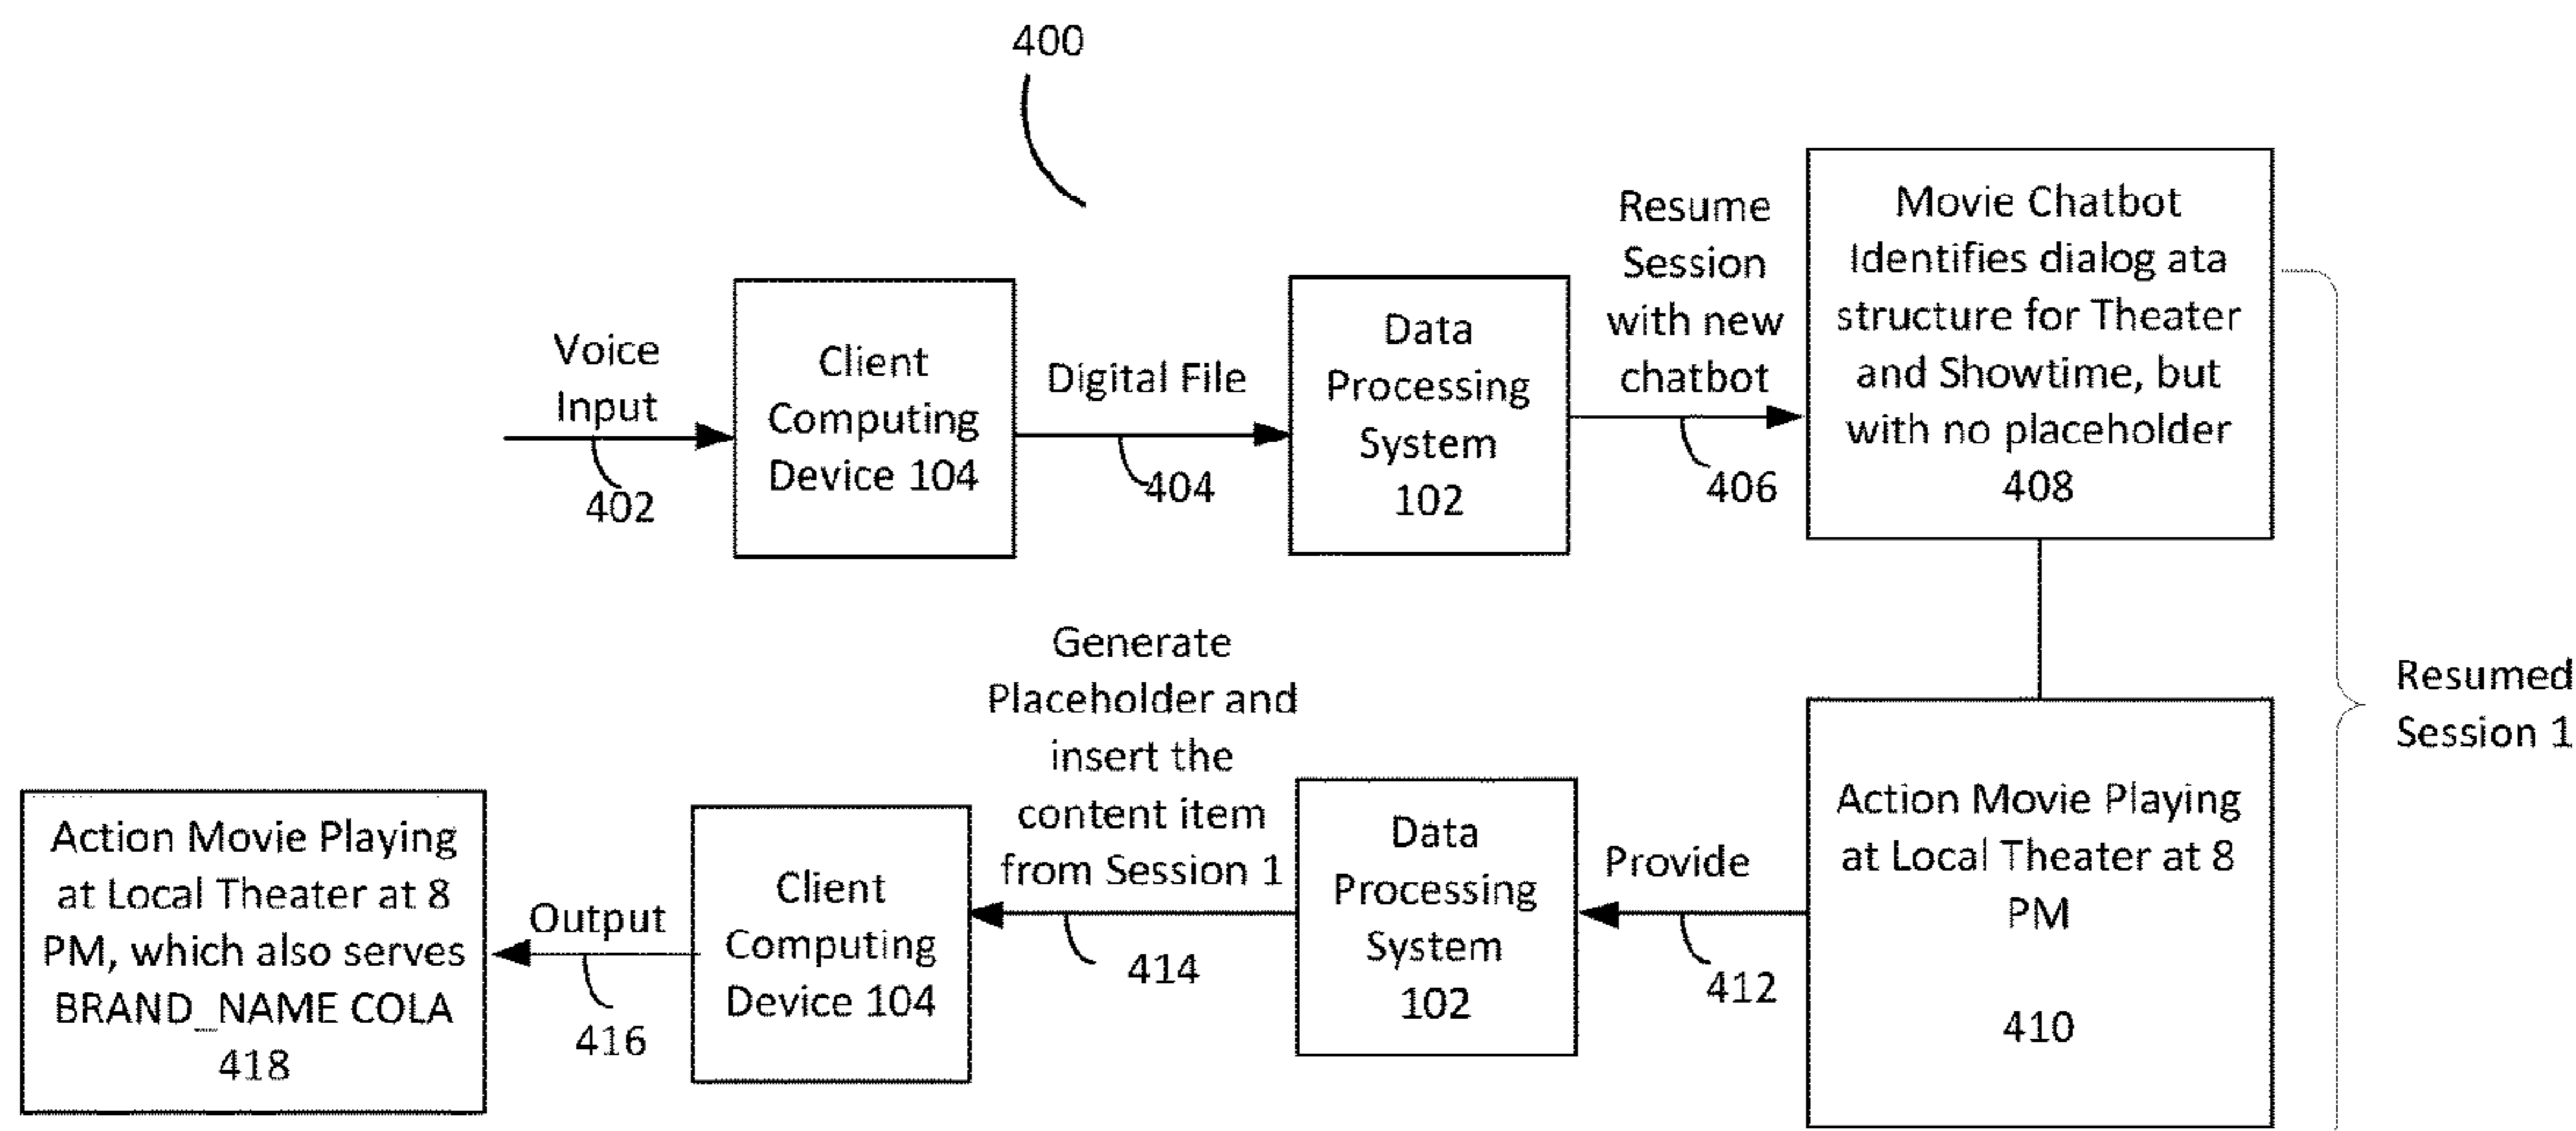 400
Voice
Input
402
Client
Computing
Device 104
Digital File
404
Data
Processing
System
102
Resume
Session
with new
chatbot
406
Movie Chatbot
Identifies dialog ata
structure for Theater
and Showtime, but
with no placeholder
408
Resumed
Session 1
Action Movie Playing
at Local Theater at 8
PM
410
Provide
412
Data
Processing
System
102
Generate
Placeholder and
insert the
content item
from Session 1
414
Client
Computing
Device 104
Output
416
Action Movie Playing
at Local Theater at 8
PM, which also serves
BRAND_NAME COLA
418